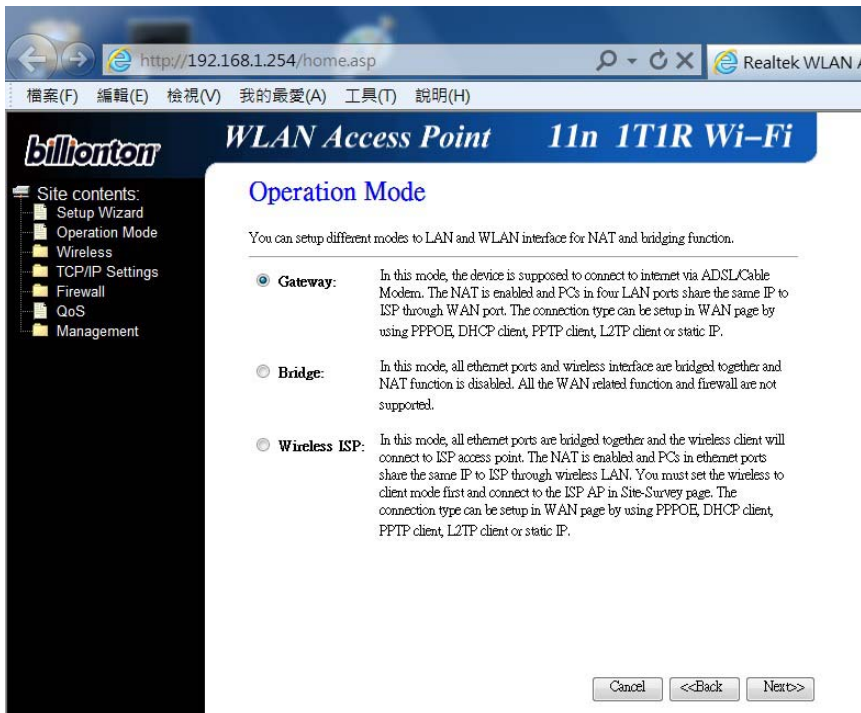 http://192.168.1.254/home.asp
Realtek WLAN A
檔案(F) 編輯(E) 檢視(V) 我的最愛(A) 工具(T) 說明(H)
billionton
WLAN Access Point 11n 1T1R Wi-Fi
Site contents:
Setup Wizard
Operation Mode
Wireless
TCP/IP Settings
Firewall
QoS
Management
Operation Mode
You can setup different modes to LAN and WLAN interface for NAT and bridging function.
Gateway:
In this mode, the device is supposed to connect to internet via ADSL/Cable
Modem. The NAT is enabled and PCs in four LAN ports share the same IP to
ISP through WAN port. The connection type can be setup in WAN page by
using PPPOE, DHCP client, PPTP client, L2TP client or static IP.
Bridge:
In this mode, all ethernet ports and wireless interface are bridged together and
NAT function is disabled. All the WAN related function and firewall are not
supported.
Wireless ISP:
In this mode, all ethernet ports are bridged together and the wireless client will
connect to ISP access point. The NAT is enabled and PCs in ethernet ports
share the same IP to ISP through wireless LAN. You must set the wireless to
client mode first and connect to the ISP AP in Site-Survey page. The
connection type can be setup in WAN page by using PPPOE, DHCP client,
PPTP client, L2TP client or static IP.
Cancel <<Back Next>>